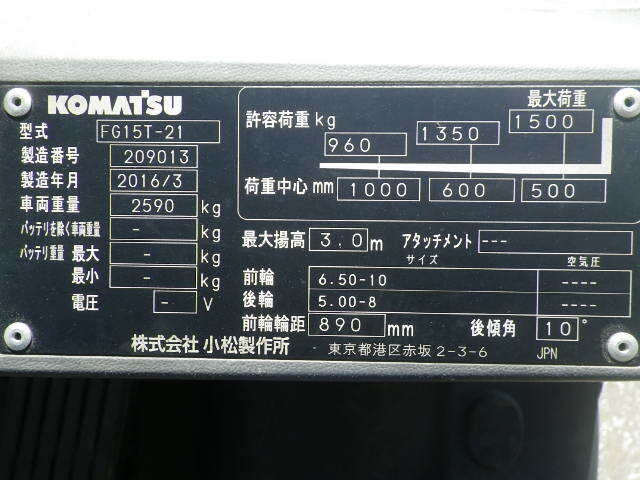 KOMATSU
型式 FG15T-21
製造番号 209013
製造年月 2016/3
車両重量 2590 kg
バッテリを除く車両重量 - kg
バッテリ重量 最大 - kg
最小 - kg
電圧 - V
最大荷重
許容荷重 kg 960 1350 1500
荷重中心 mm 1000 600 500
最大揚高 3.0 m アタッチメント ---
サイズ 空気圧
前輪 6.50-10 ----
後輪 5.00-8 ----
前輪輪距 890 mm 後傾角 10°
株式会社 小松製作所 ・東京都港区赤坂 2-3-6 JPN